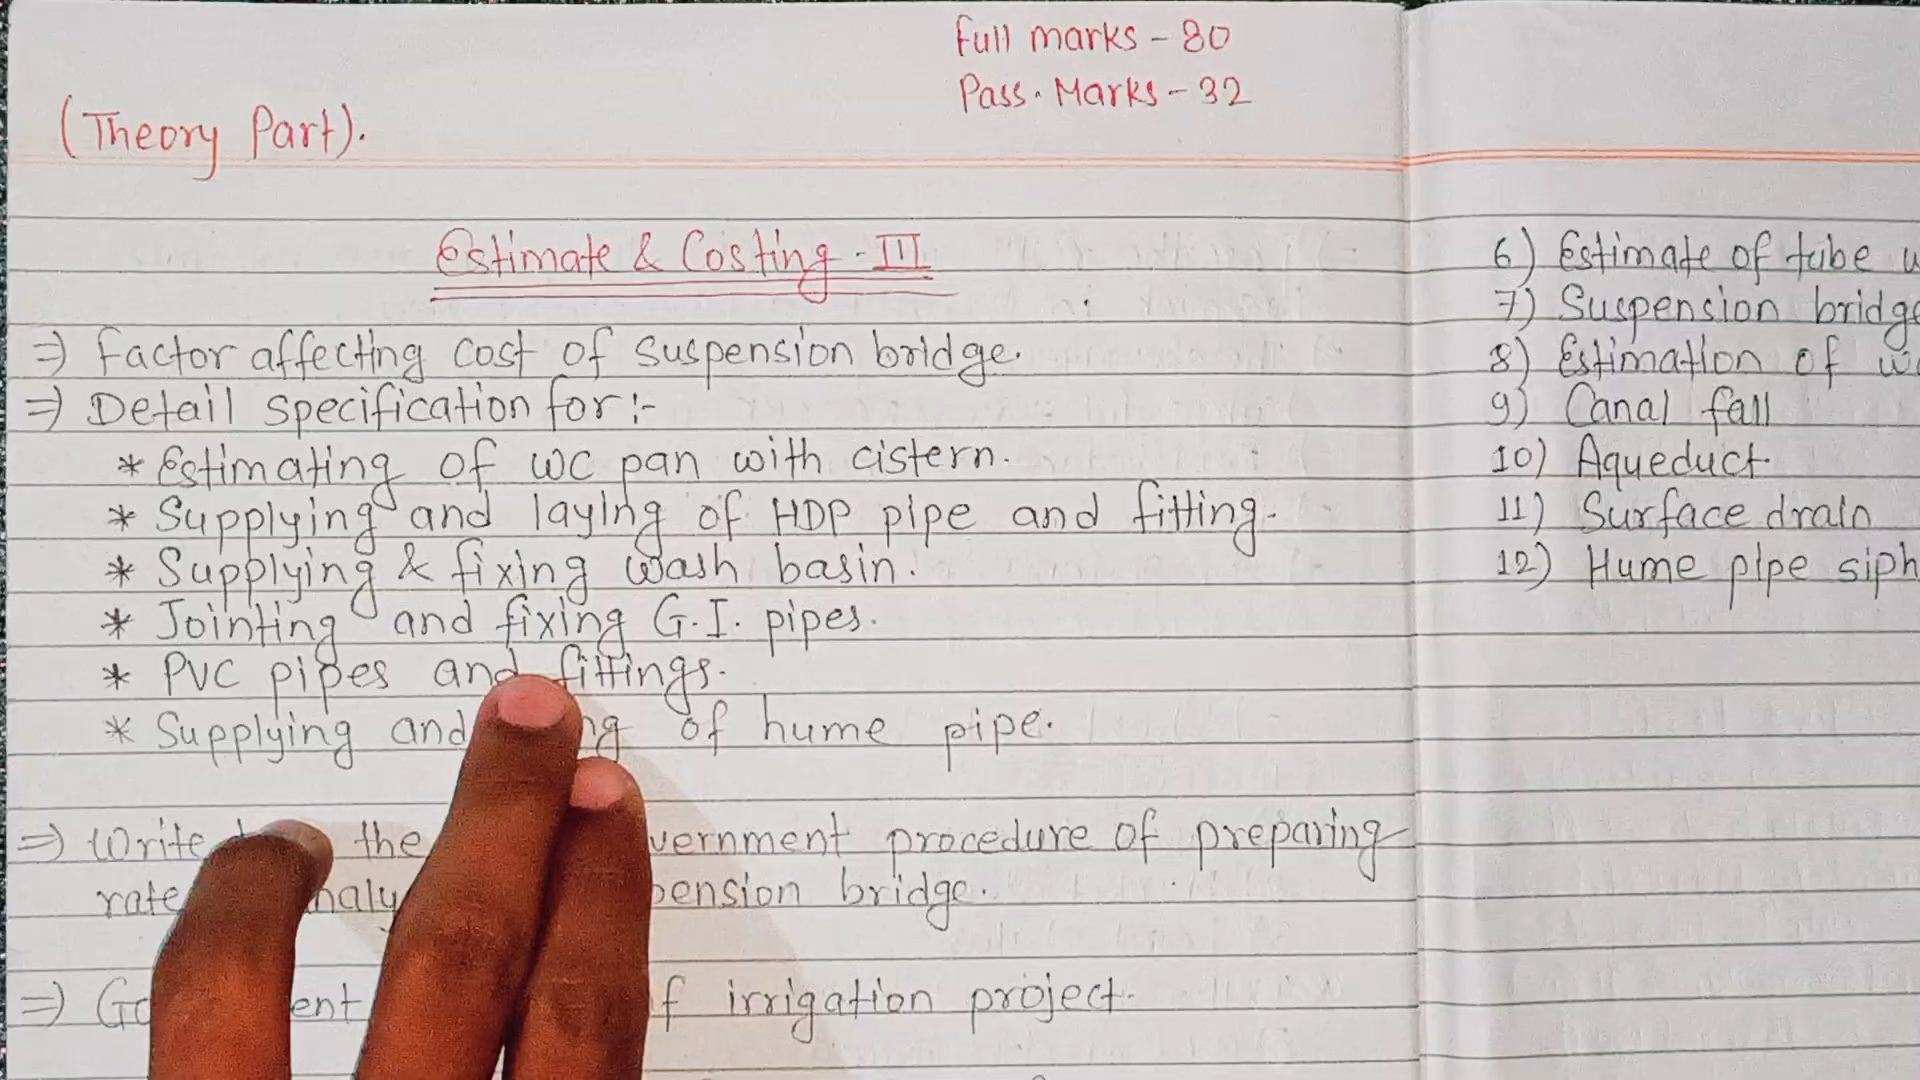 Full marks - 80
Pass. Marks - 32
(Theory Part).
Estimate & Costing - III
⇒ Factor affecting cost of suspension bridge.
⇒ Detail specification for:-
* Estimating of WC pan with cistern.
* Supplying and laying of HDP pipe and fitting.
* Supplying & fixing wash basin.
* Jointing and fixing G.I. pipes.
* PVC pipes and fittings.
* Supplying and of hume pipe.
⇒ Write the procedure of preparing
rate bridge.
⇒ irrigation project.
6) Estimate of tube
7) Suspension bridge
8) Estimation of
9) Canal fall
10) Aqueduct
11) Surface drain
12) Hume pipe